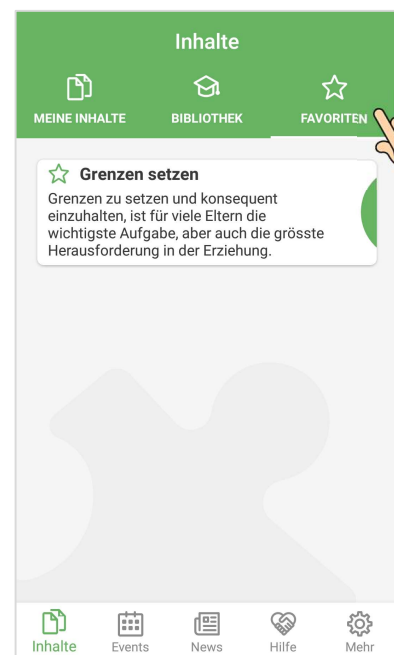 Inhalte
MEINE INHALTE
BIBLIOTHEK
FAVORITEN
Grenzen setzen
Grenzen zu setzen und konsequent
einzuhalten, ist für viele Eltern die
wichtigste Aufgabe, aber auch die grösste
Herausforderung in der Erziehung.
Inhalte
Events
News
Hilfe
Mehr